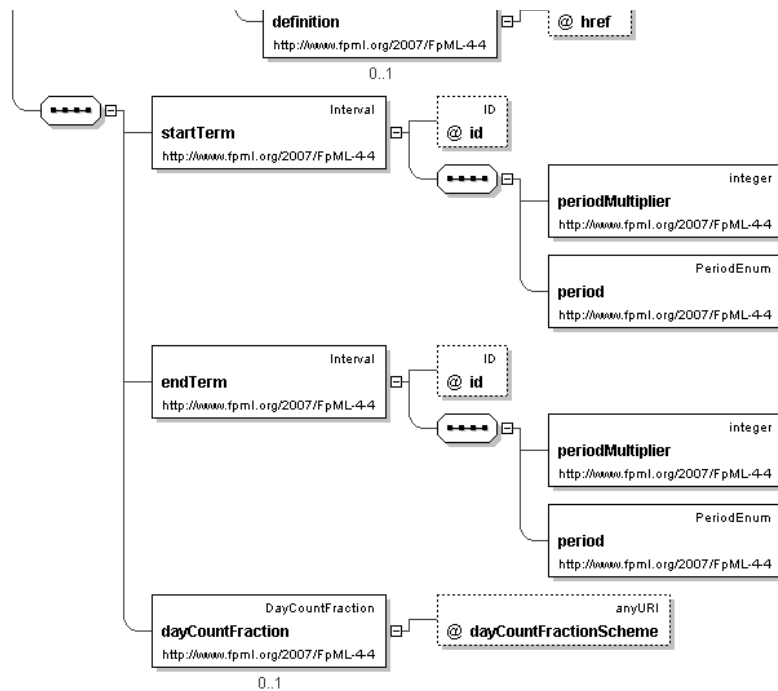 definition
http://www.fpml.org/2007/FpML-4-4
@ href
0..1
Interval
startTerm
http://www.fpml.org/2007/FpML-4-4
ID
@ id
integer
periodMultiplier
http://www.fpml.org/2007/FpML-4-4
PeriodEnum
period
http://www.fpml.org/2007/FpML-4-4
Interval
endTerm
http://www.fpml.org/2007/FpML-4-4
ID
@ id
integer
periodMultiplier
http://www.fpml.org/2007/FpML-4-4
PeriodEnum
period
http://www.fpml.org/2007/FpML-4-4
DayCountFraction
dayCountFraction
http://www.fpml.org/2007/FpML-4-4
anyURI
@ dayCountFractionScheme
0..1